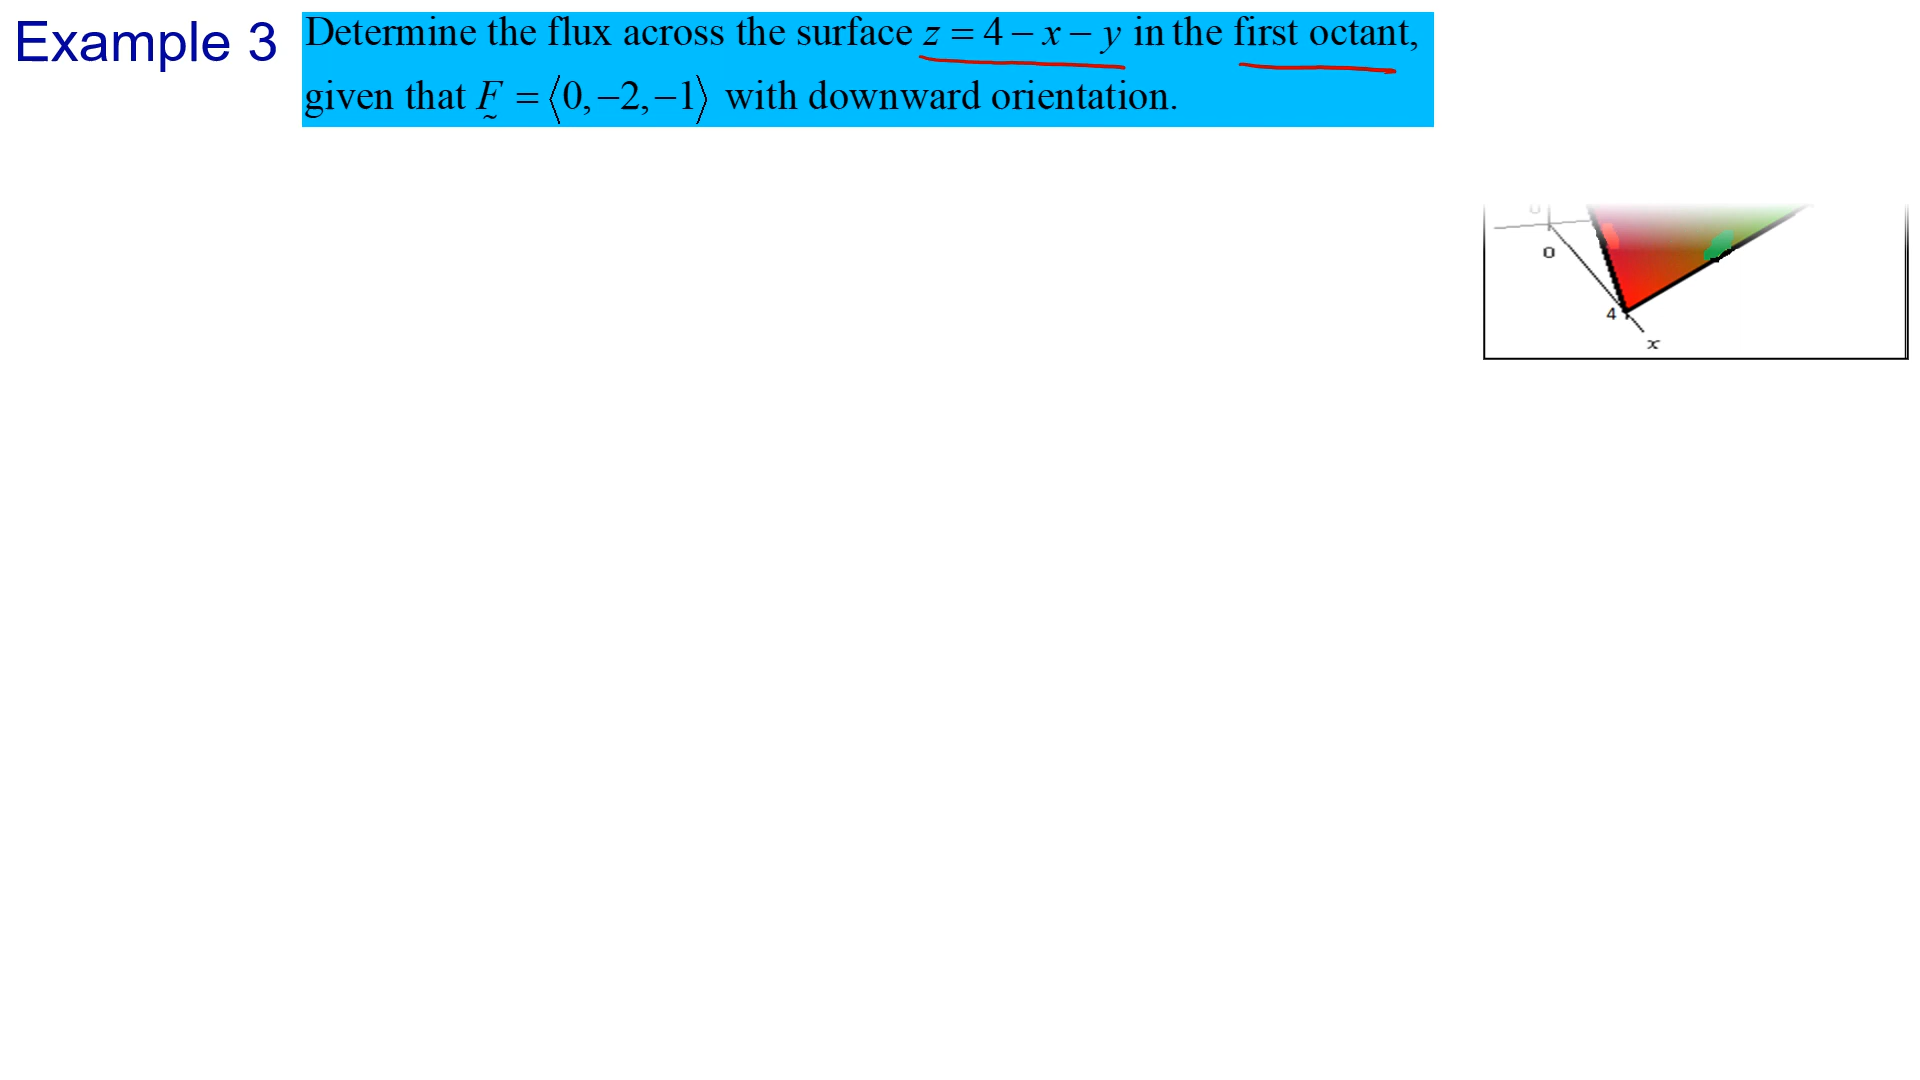 Example 3
Determine the flux across the surface z = 4 − x − y in the first octant,
given that F̰ = ⟨0, −2, −1⟩ with downward orientation.
0
0
4
x